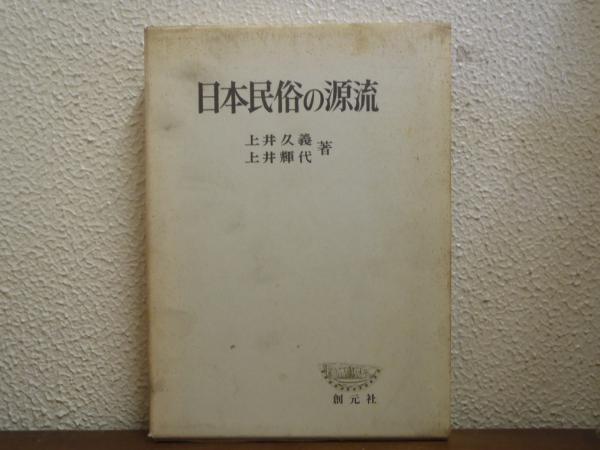 日本民俗の源流
上井久義
上井輝代 著
創元社